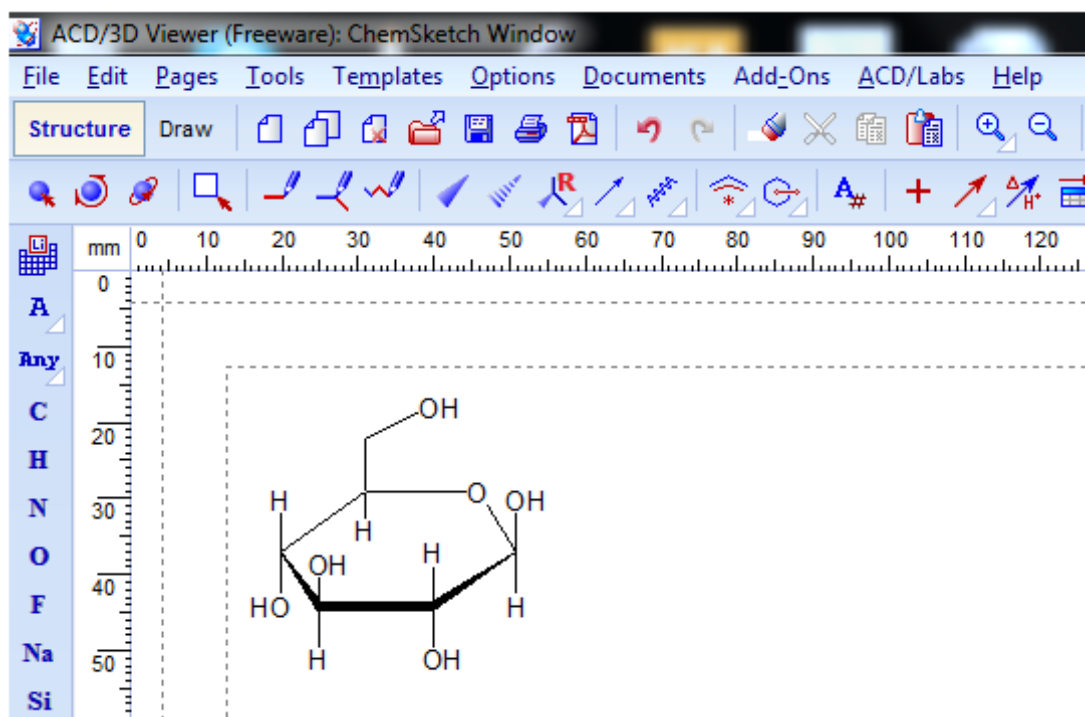 ACD/3D Viewer (Freeware): ChemSketch Window
File Edit Pages Tools Templates Options Documents Add-Ons ACD/Labs Help
Structure Draw
R A# Δ H+
Li mm 0 10 20 30 40 50 60 70 80 90 100 110 120
0
A
Any 10
C OH
20
H
N 30 H O OH
H
O OH H
40
F HO H
Na 50 H OH
Si